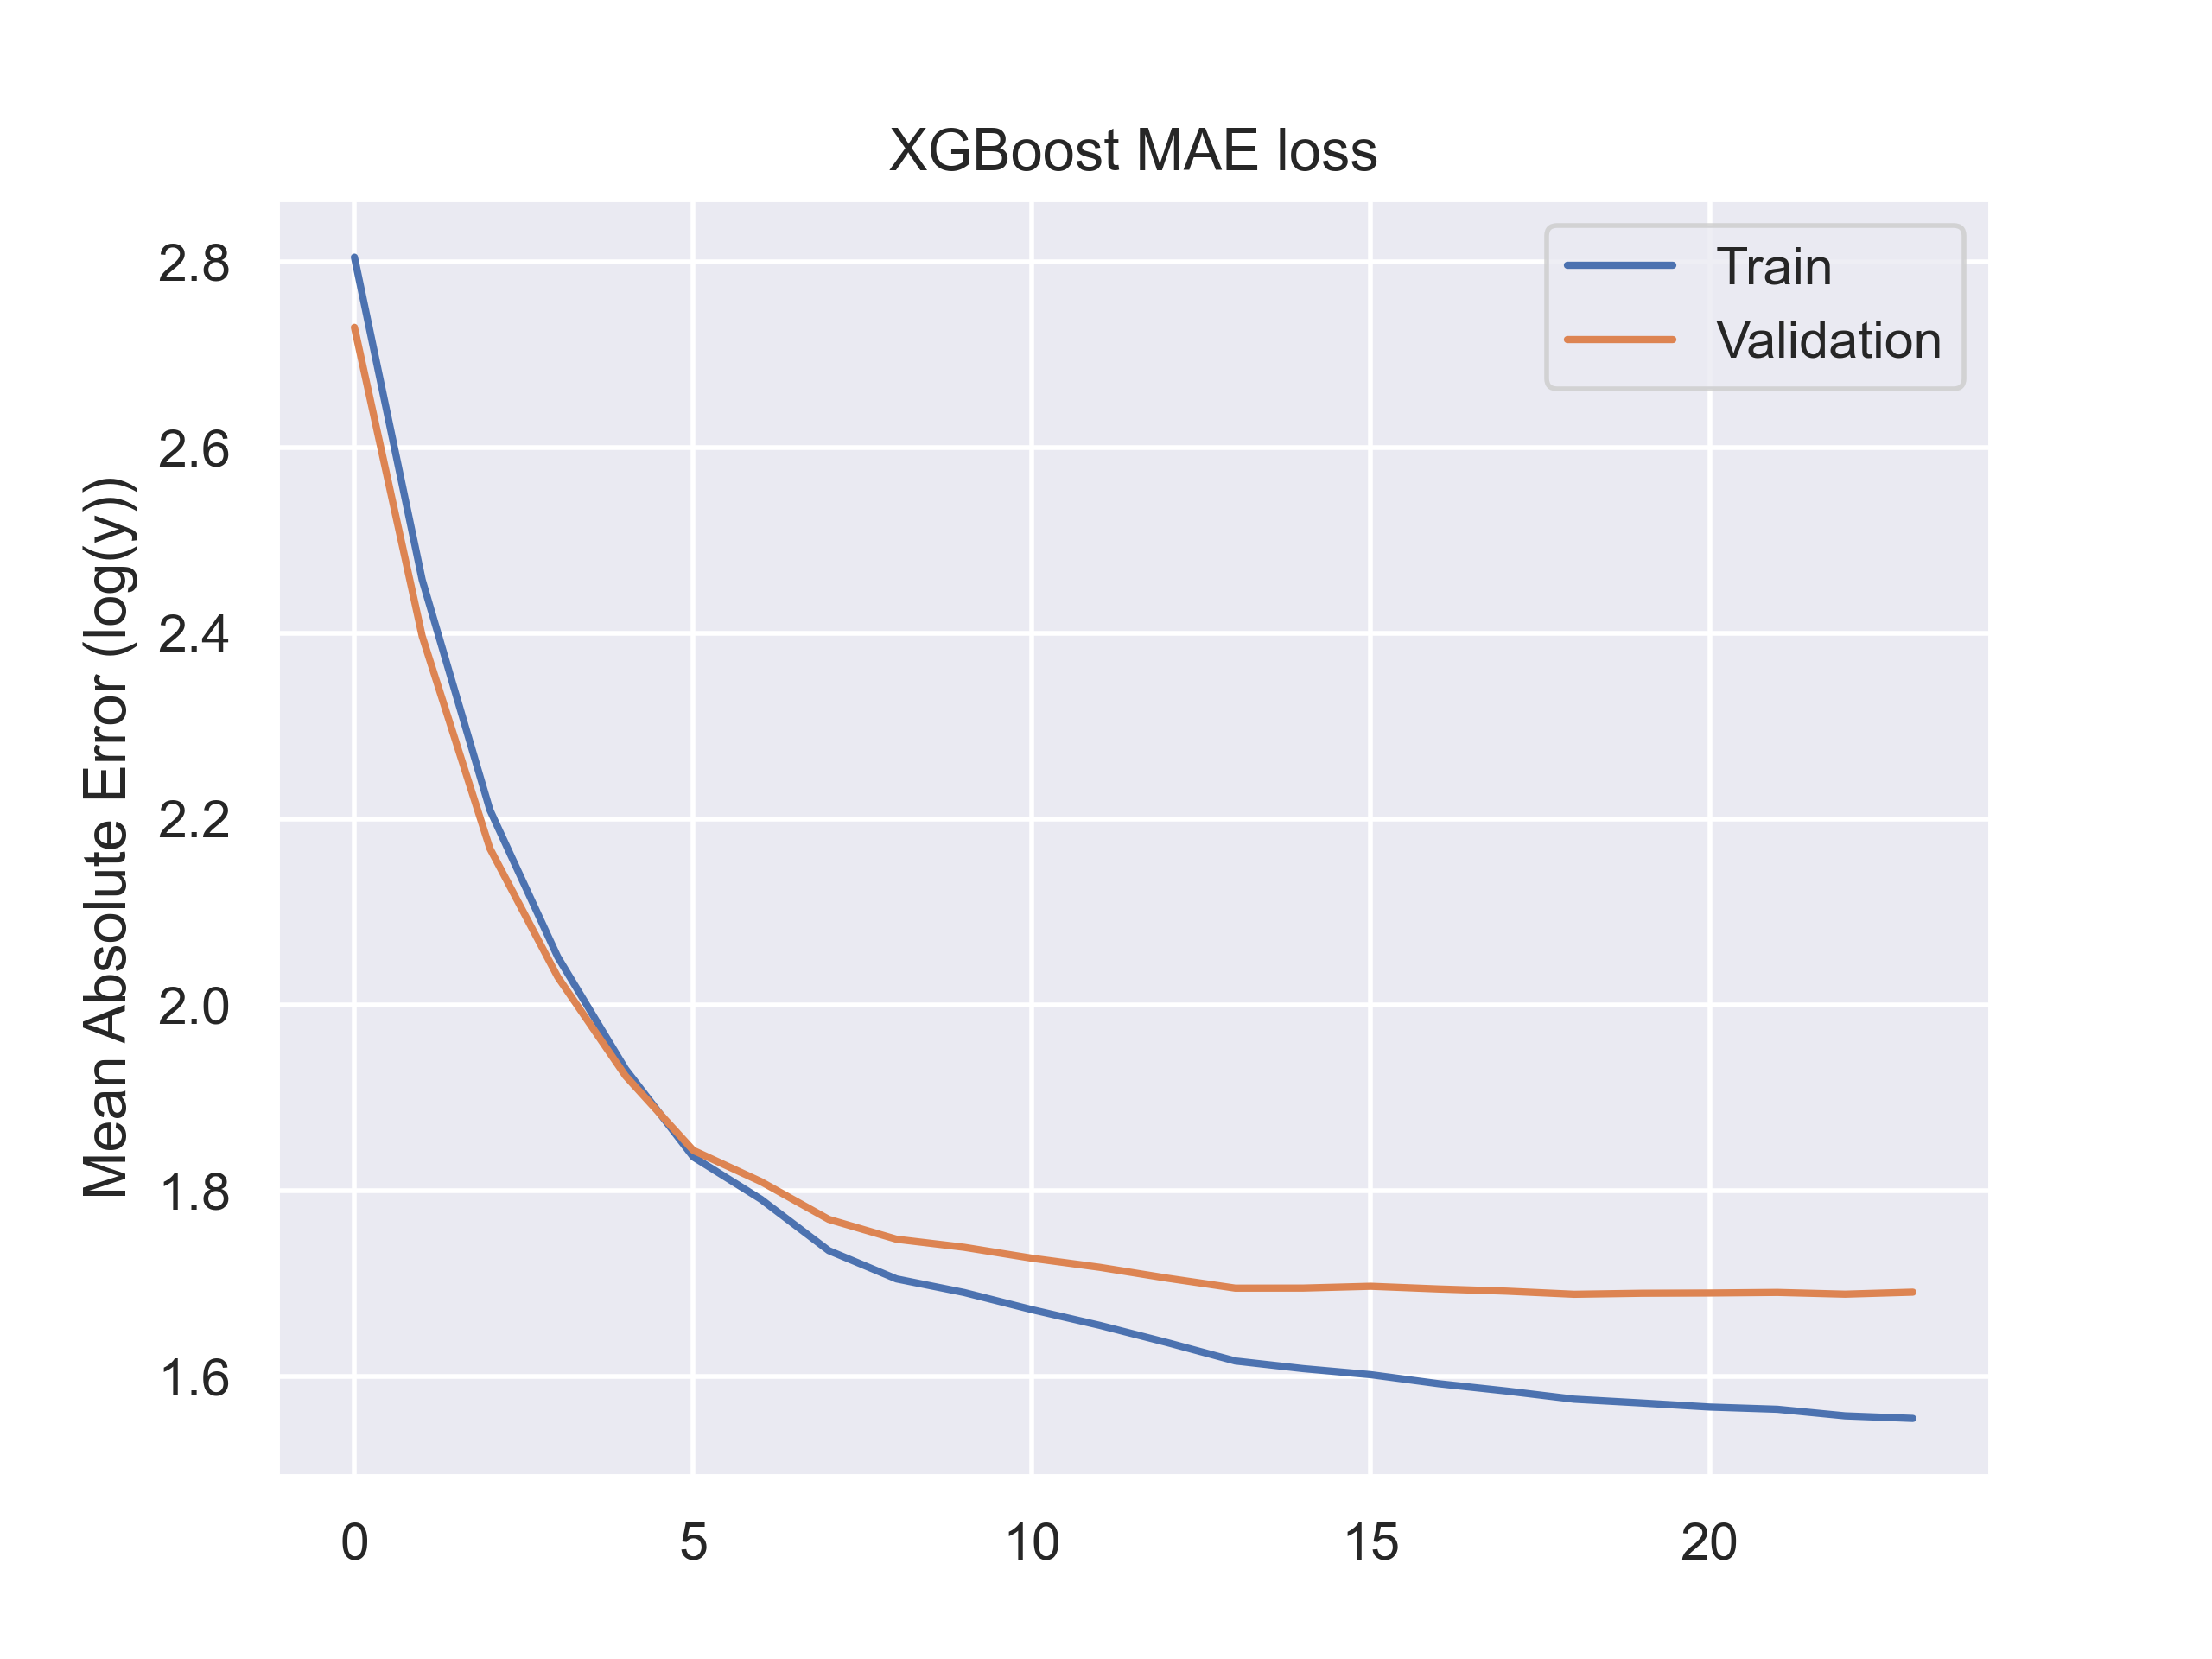 XGBoost MAE loss
Train
Validation
Mean Absolute Error (log(y))
2.8
2.6
2.4
2.2
2.0
1.8
1.6
0 5 10 15 20